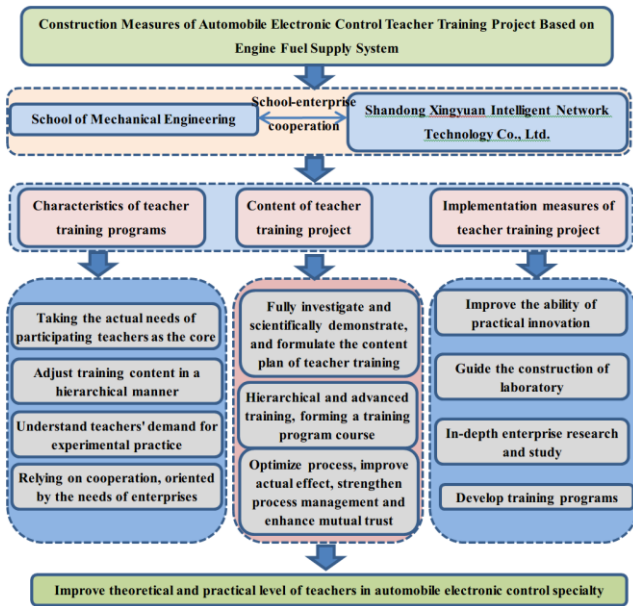 Construction Measures of Automobile Electronic Control Teacher Training Project Based on
Engine Fuel Supply System
School of Mechanical Engineering
School-enterprise
cooperation
Shandong Xingyuan Intelligent Network
Technology Co., Ltd.
Characteristics of teacher
training programs
Content of teacher
training project
Implementation measures of
teacher training project
Taking the actual needs of
participating teachers as the core
Adjust training content in a
hierarchical manner
Understand teachers' demand for
experimental practice
Relying on cooperation, oriented
by the needs of enterprises
Fully investigate and
scientifically demonstrate,
and formulate the content
plan of teacher training
Hierarchical and advanced
training, forming a training
program course
Optimize process, improve
actual effect, strengthen
process management and
enhance mutual trust
Improve the ability of
practical innovation
Guide the construction of
laboratory
In-depth enterprise research
and study
Develop training programs
Improve theoretical and practical level of teachers in automobile electronic control specialty